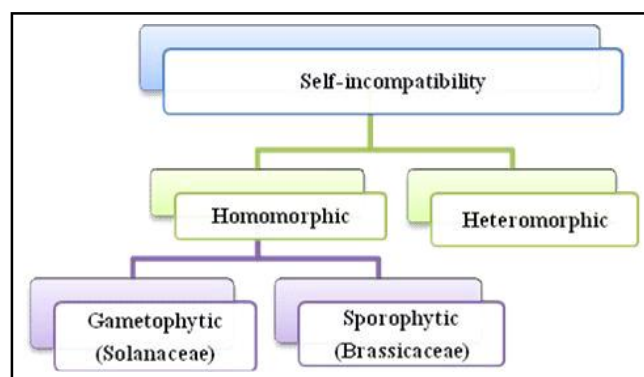 Self-incompatibility
Homomorphic
Heteromorphic
Gametophytic
(Solanaceae)
Sporophytic
(Brassicaceae)